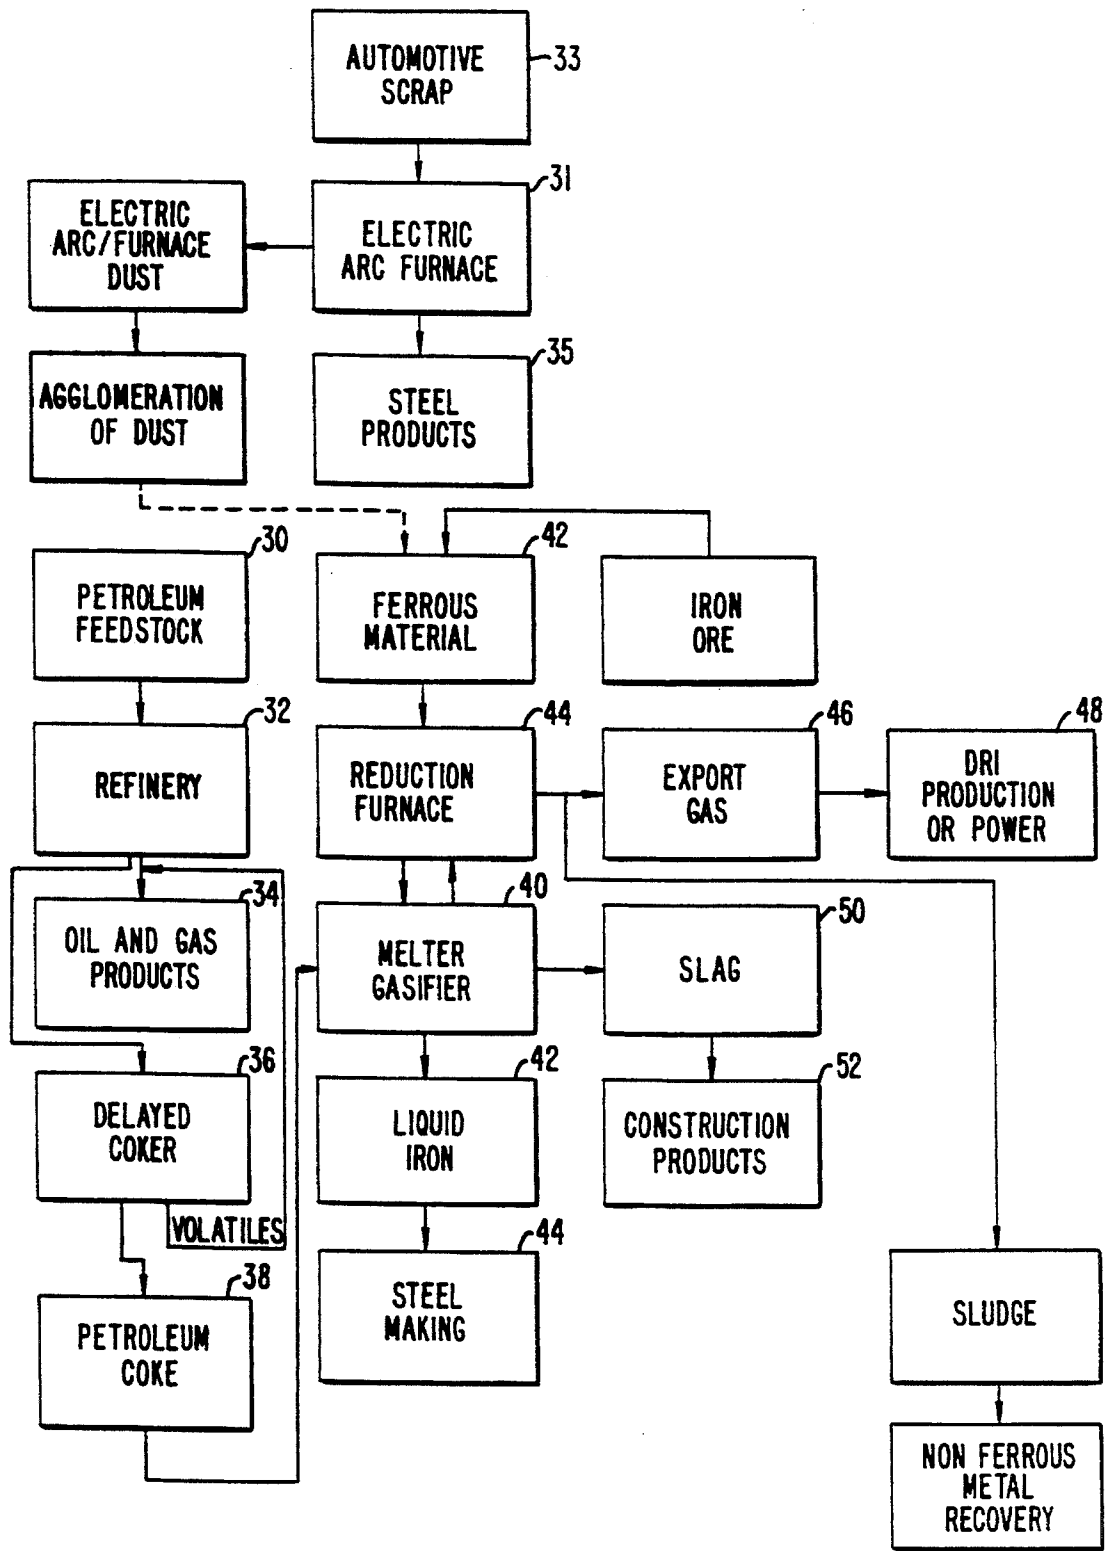 AUTOMOTIVE
SCRAP
33
31
ELECTRIC
ARC/FURNACE
DUST
ELECTRIC
ARC FURNACE
35
AGGLOMERATION
OF DUST
STEEL
PRODUCTS
30
42
PETROLEUM
FEEDSTOCK
FERROUS
MATERIAL
IRON
ORE
32
44
46
48
REFINERY
REDUCTION
FURNACE
EXPORT
GAS
DRI
PRODUCTION
OR POWER
34
40
50
OIL AND GAS
PRODUCTS
MELTER
GASIFIER
SLAG
36
42
52
DELAYED
COKER
LIQUID
IRON
CONSTRUCTION
PRODUCTS
VOLATILES
38
44
PETROLEUM
COKE
STEEL
MAKING
SLUDGE
NON FERROUS
METAL
RECOVERY